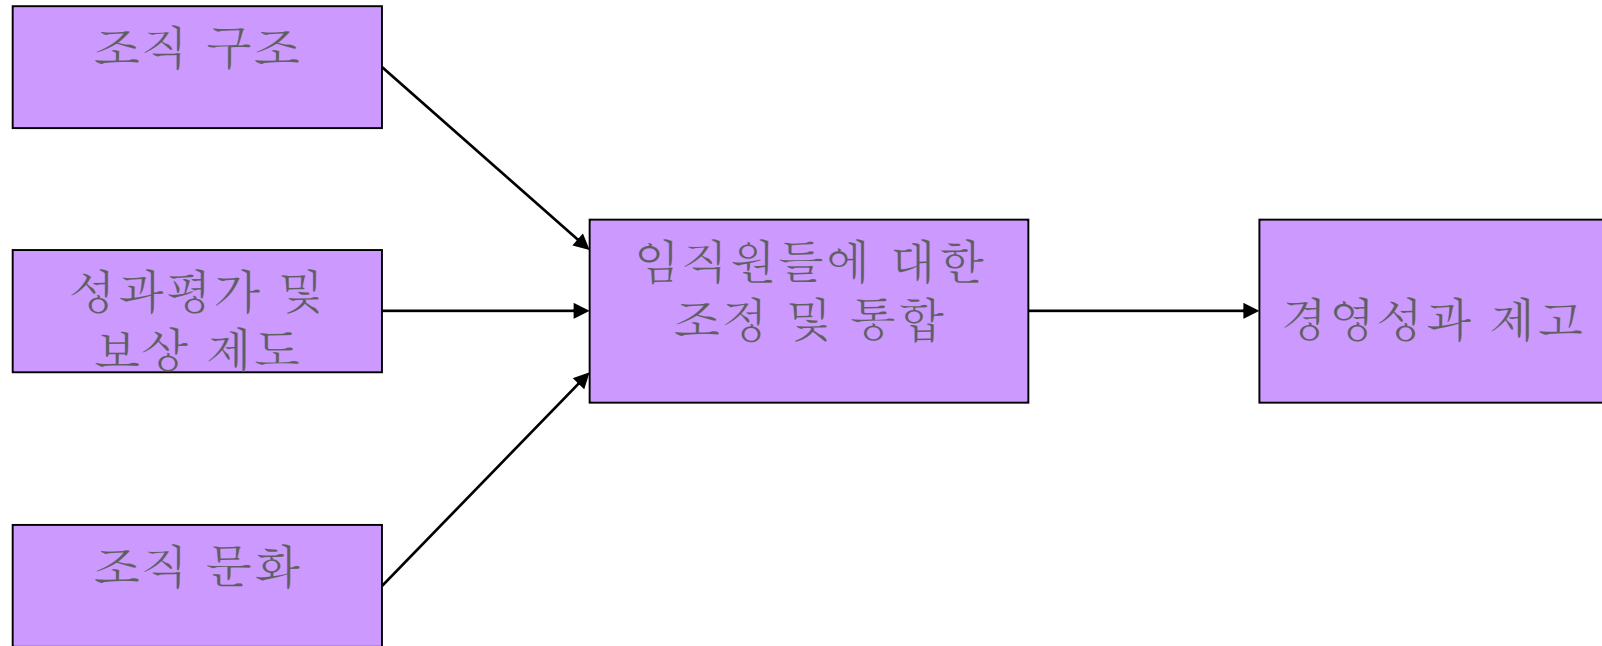 조직 구조
성과평가 및
보상 제도
조직 문화
임직원들에 대한
조정 및 통합
경영성과 제고